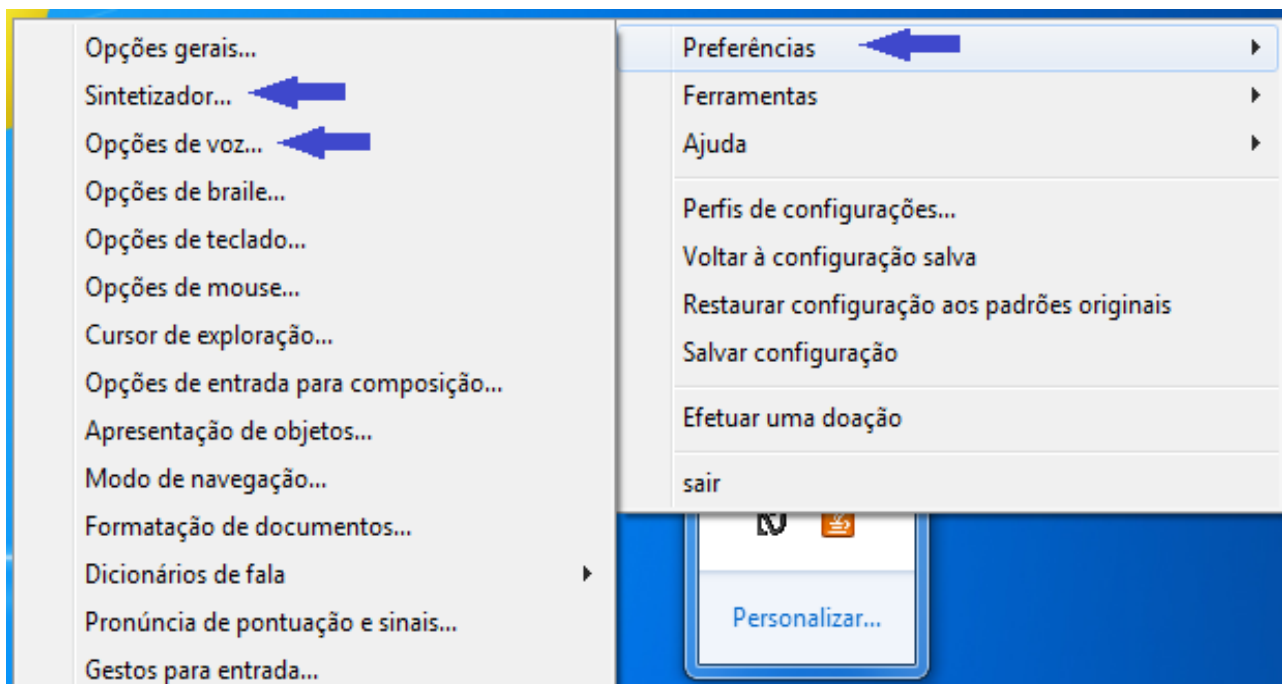 Opções gerais...
Sintetizador...
Opções de voz...
Opções de braile...
Opções de teclado...
Opções de mouse...
Cursor de exploração...
Opções de entrada para composição...
Apresentação de objetos...
Modo de navegação...
Formatação de documentos...
Dicionários de fala
Pronúncia de pontuação e sinais...
Gestos para entrada...
Preferências
Ferramentas
Ajuda
Perfis de configurações...
Voltar à configuração salva
Restaurar configuração aos padrões originais
Salvar configuração
Efetuar uma doação
sair
Personalizar...